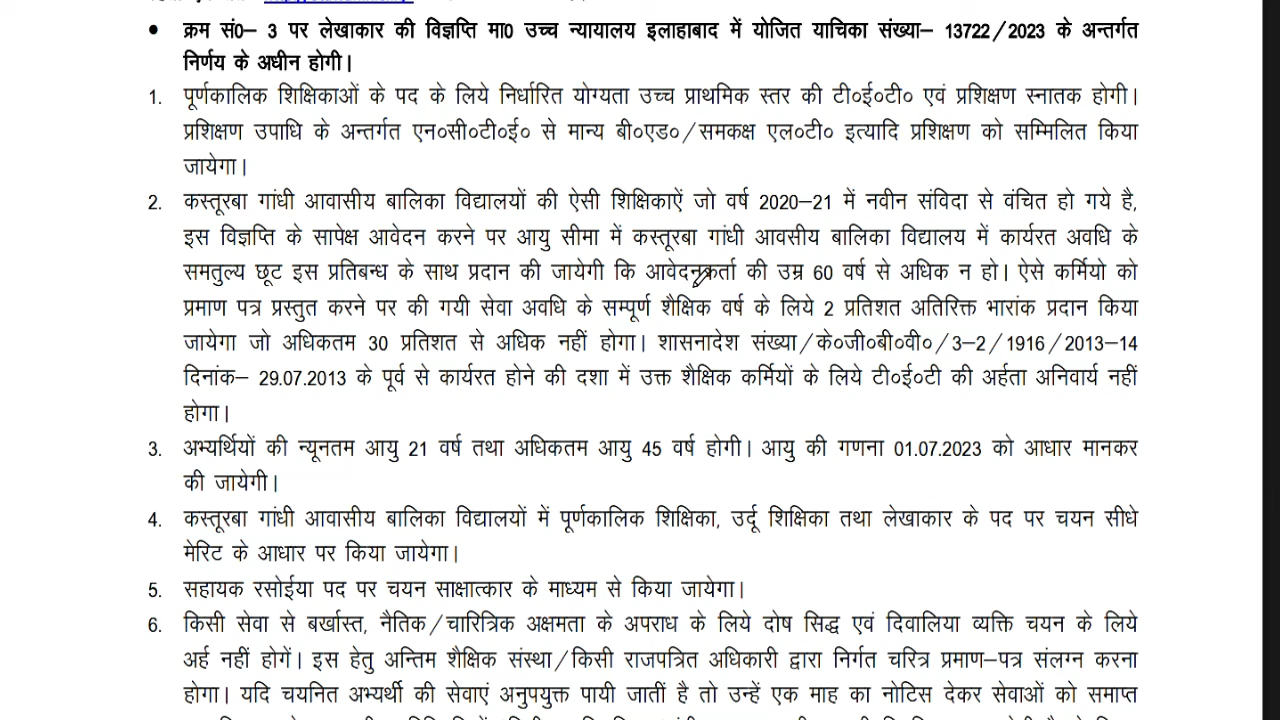 • क्रम सं0– 3 पर लेखाकार की विज्ञप्ति मा0 उच्च न्यायालय इलाहाबाद में योजित याचिका संख्या– 13722/2023 के अन्तर्गत
निर्णय के अधीन होगी।
1. पूर्णकालिक शिक्षिकाओं के पद के लिये निर्धारित योग्यता उच्च प्राथमिक स्तर की टी०ई०टी० एवं प्रशिक्षण स्नातक होगी।
प्रशिक्षण उपाधि के अन्तर्गत एन०सी०टी०ई० से मान्य बी०एड०/समकक्ष एल०टी० इत्यादि प्रशिक्षण को सम्मिलित किया
जायेगा।
2. कस्तूरबा गांधी आवासीय बालिका विद्यालयों की ऐसी शिक्षिकाऐं जो वर्ष 2020–21 में नवीन संविदा से वंचित हो गये है,
इस विज्ञप्ति के सापेक्ष आवेदन करने पर आयु सीमा में कस्तूरबा गांधी आवसीय बालिका विद्यालय में कार्यरत अवधि के
समतुल्य छूट इस प्रतिबन्ध के साथ प्रदान की जायेगी कि आवेदनकर्ता की उम्र 60 वर्ष से अधिक न हो। ऐसे कर्मियो को
प्रमाण पत्र प्रस्तुत करने पर की गयी सेवा अवधि के सम्पूर्ण शैक्षिक वर्ष के लिये 2 प्रतिशत अतिरिक्त भारांक प्रदान किया
जायेगा जो अधिकतम 30 प्रतिशत से अधिक नहीं होगा। शासनादेश संख्या/के०जी०बी०वी०/3–2/1916/2013–14
दिनांक– 29.07.2013 के पूर्व से कार्यरत होने की दशा में उक्त शैक्षिक कर्मियों के लिये टी०ई०टी की अर्हता अनिवार्य नहीं
होगा।
3. अभ्यर्थियों की न्यूनतम आयु 21 वर्ष तथा अधिकतम आयु 45 वर्ष होगी। आयु की गणना 01.07.2023 को आधार मानकर
की जायेगी।
4. कस्तूरबा गांधी आवासीय बालिका विद्यालयों में पूर्णकालिक शिक्षिका, उर्दू शिक्षिका तथा लेखाकार के पद पर चयन सीधे
मेरिट के आधार पर किया जायेगा।
5. सहायक रसोईया पद पर चयन साक्षात्कार के माध्यम से किया जायेगा।
6. किसी सेवा से बर्खास्त, नैतिक/चारित्रिक अक्षमता के अपराध के लिये दोष सिद्ध एवं दिवालिया व्यक्ति चयन के लिये
अर्ह नहीं होगें। इस हेतु अन्तिम शैक्षिक संस्था/किसी राजपत्रित अधिकारी द्वारा निर्गत चरित्र प्रमाण–पत्र संलग्न करना
होगा। यदि चयनित अभ्यर्थी की सेवाएं अनुपयुक्त पायी जातीं है तो उन्हें एक माह का नोटिस देकर सेवाओं को समाप्त